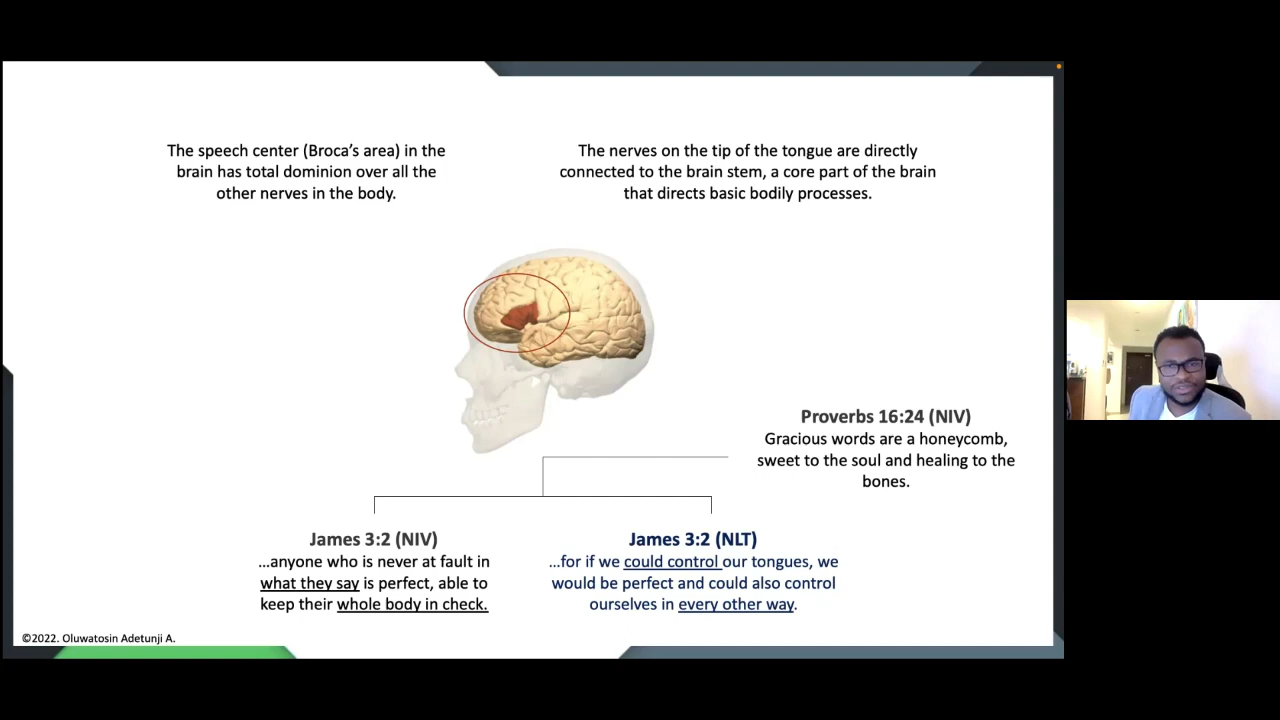 The speech center (Broca’s area) in the
brain has total dominion over all the
other nerves in the body.
The nerves on the tip of the tongue are directly
connected to the brain stem, a core part of the brain
that directs basic bodily processes.
Proverbs 16:24 (NIV)
Gracious words are a honeycomb,
sweet to the soul and healing to the
bones.
James 3:2 (NIV)
…anyone who is never at fault in
what they say is perfect, able to
keep their whole body in check.
James 3:2 (NLT)
…for if we could control our tongues, we
would be perfect and could also control
ourselves in every other way.
©2022. Oluwatosin Adetunji A.